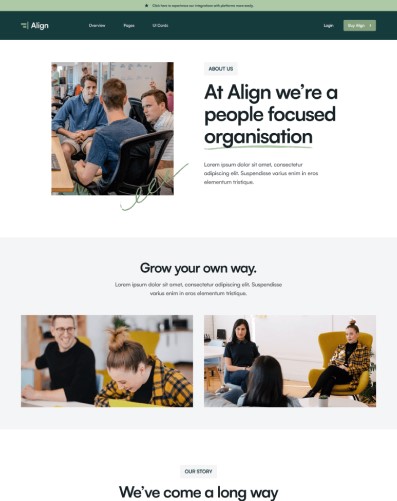 Click here to experience our integrations with platforms more easily.
Align
Overview
Pages
UI Cards
Login
Buy Align
ABOUT US
At Align we're a
people focused
organisation
Lorem ipsum dolor sit amet, consectetur
adipiscing elit. Suspendisse varius enim in eros
elementum tristique.
Grow your own way.
Lorem ipsum dolor sit amet, consectetur adipiscing elit. Suspendisse
varius enim in eros elementum tristique.
OUR STORY
We've come a long way